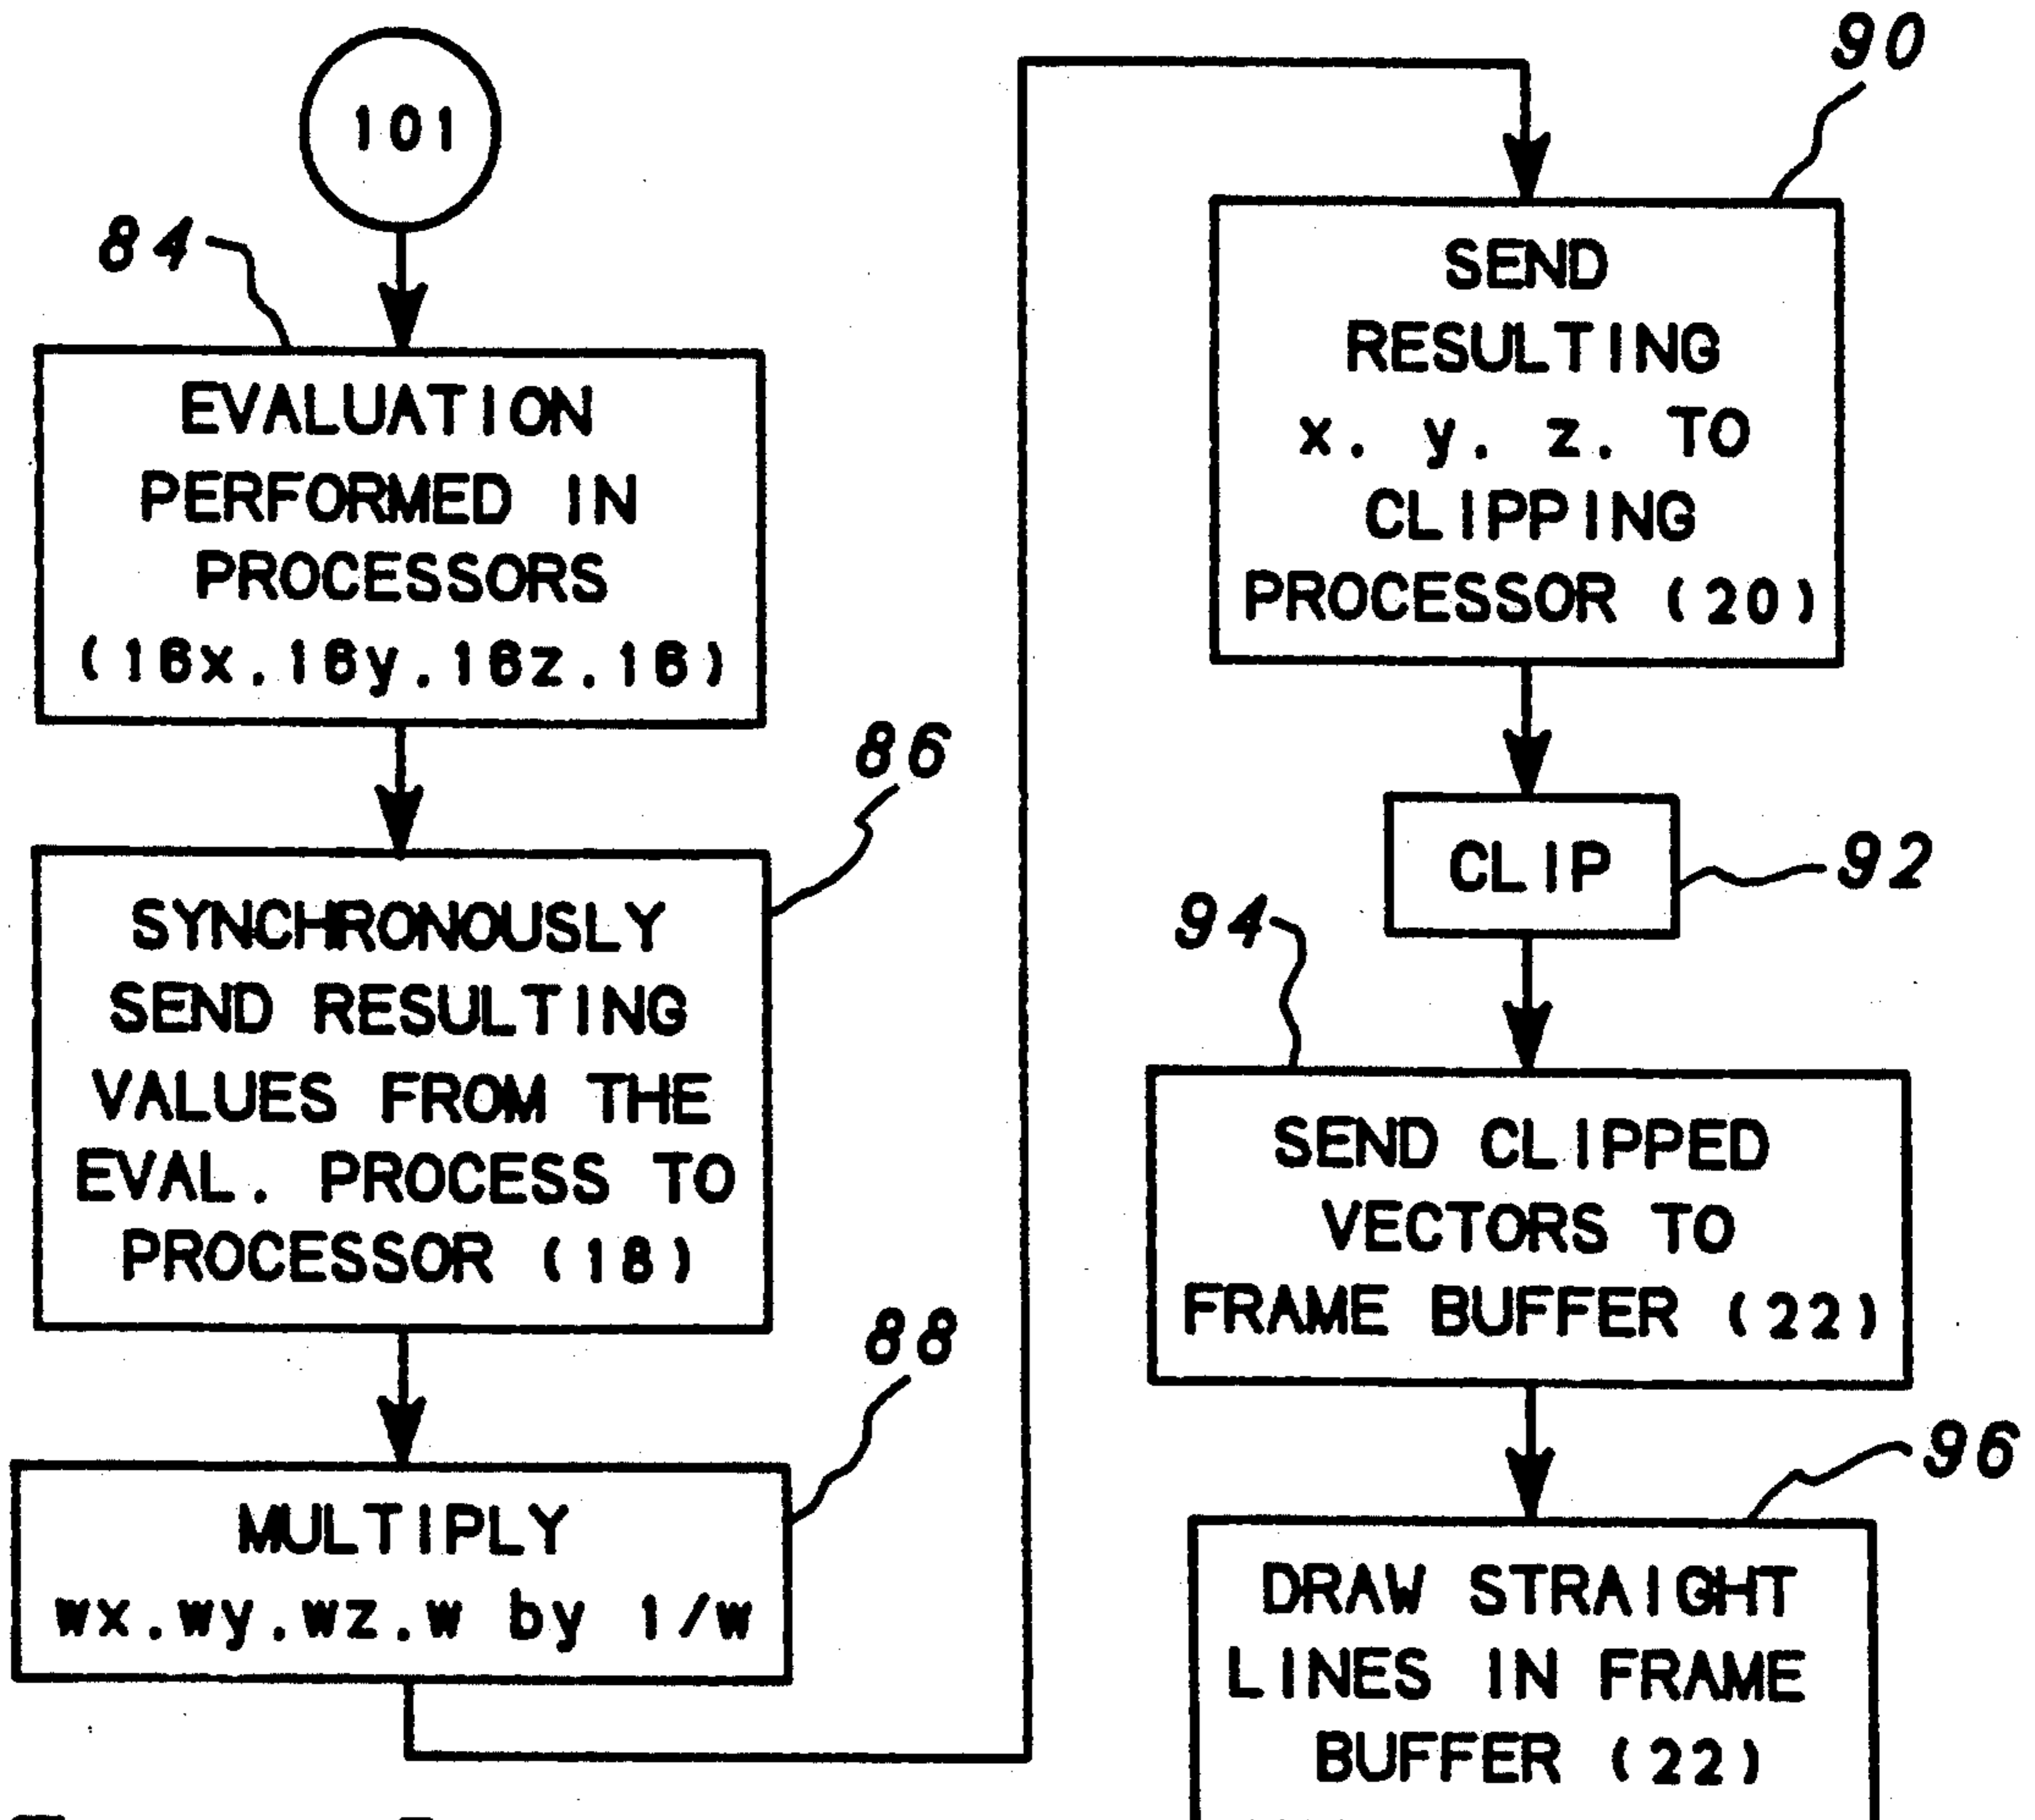 101
84
EVALUATION
PERFORMED IN
PROCESSORS
(16x.16y.16z.16)
86
SYNCHRONOUSLY
SEND RESULTING
VALUES FROM THE
EVAL. PROCESS TO
PROCESSOR (18)
88
MULTIPLY
wx.wy.wz.w by 1/w
90
SEND
RESULTING
x. y. z. TO
CLIPPING
PROCESSOR (20)
CLIP
92
94
SEND CLIPPED
VECTORS TO
FRAME BUFFER (22)
96
DRAW STRAIGHT
LINES IN FRAME
BUFFER (22)